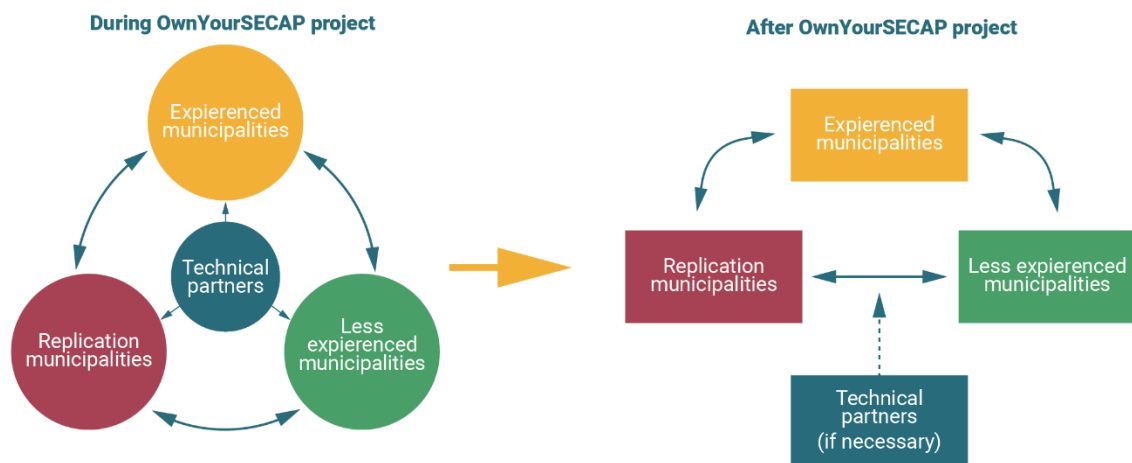 During OwnYourSECAP project
Expierenced
municipalities
Technical
partners
Replication
municipalities
Less
expierenced
municipalities
After OwnYourSECAP project
Expierenced
municipalities
Replication
municipalities
Less expierenced
municipalities
Technical
partners
(if necessary)